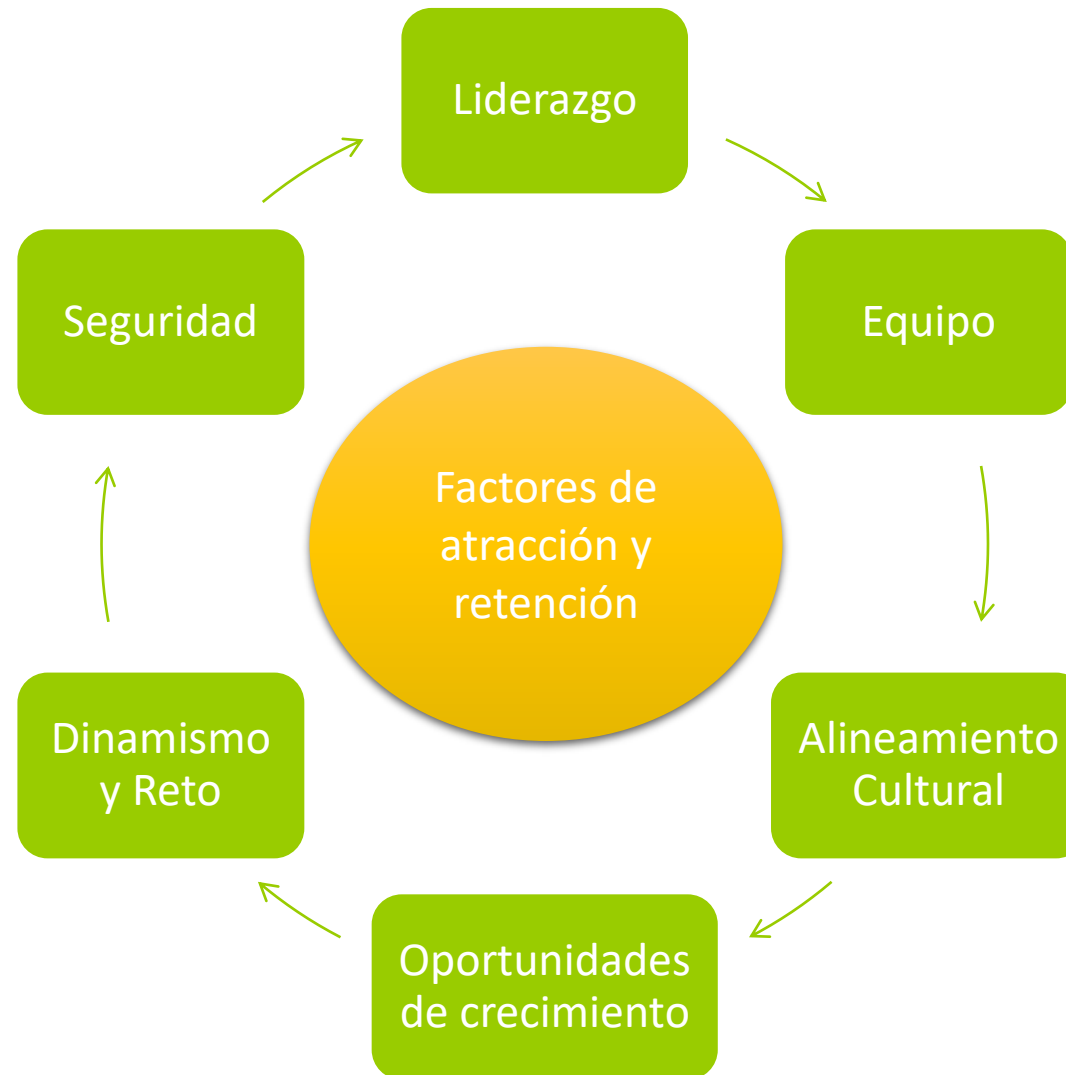 Liderazgo
Equipo
Alineamiento
Cultural
Oportunidades
de crecimiento
Dinamismo
y Reto
Seguridad
Factores de
atracción y
retención